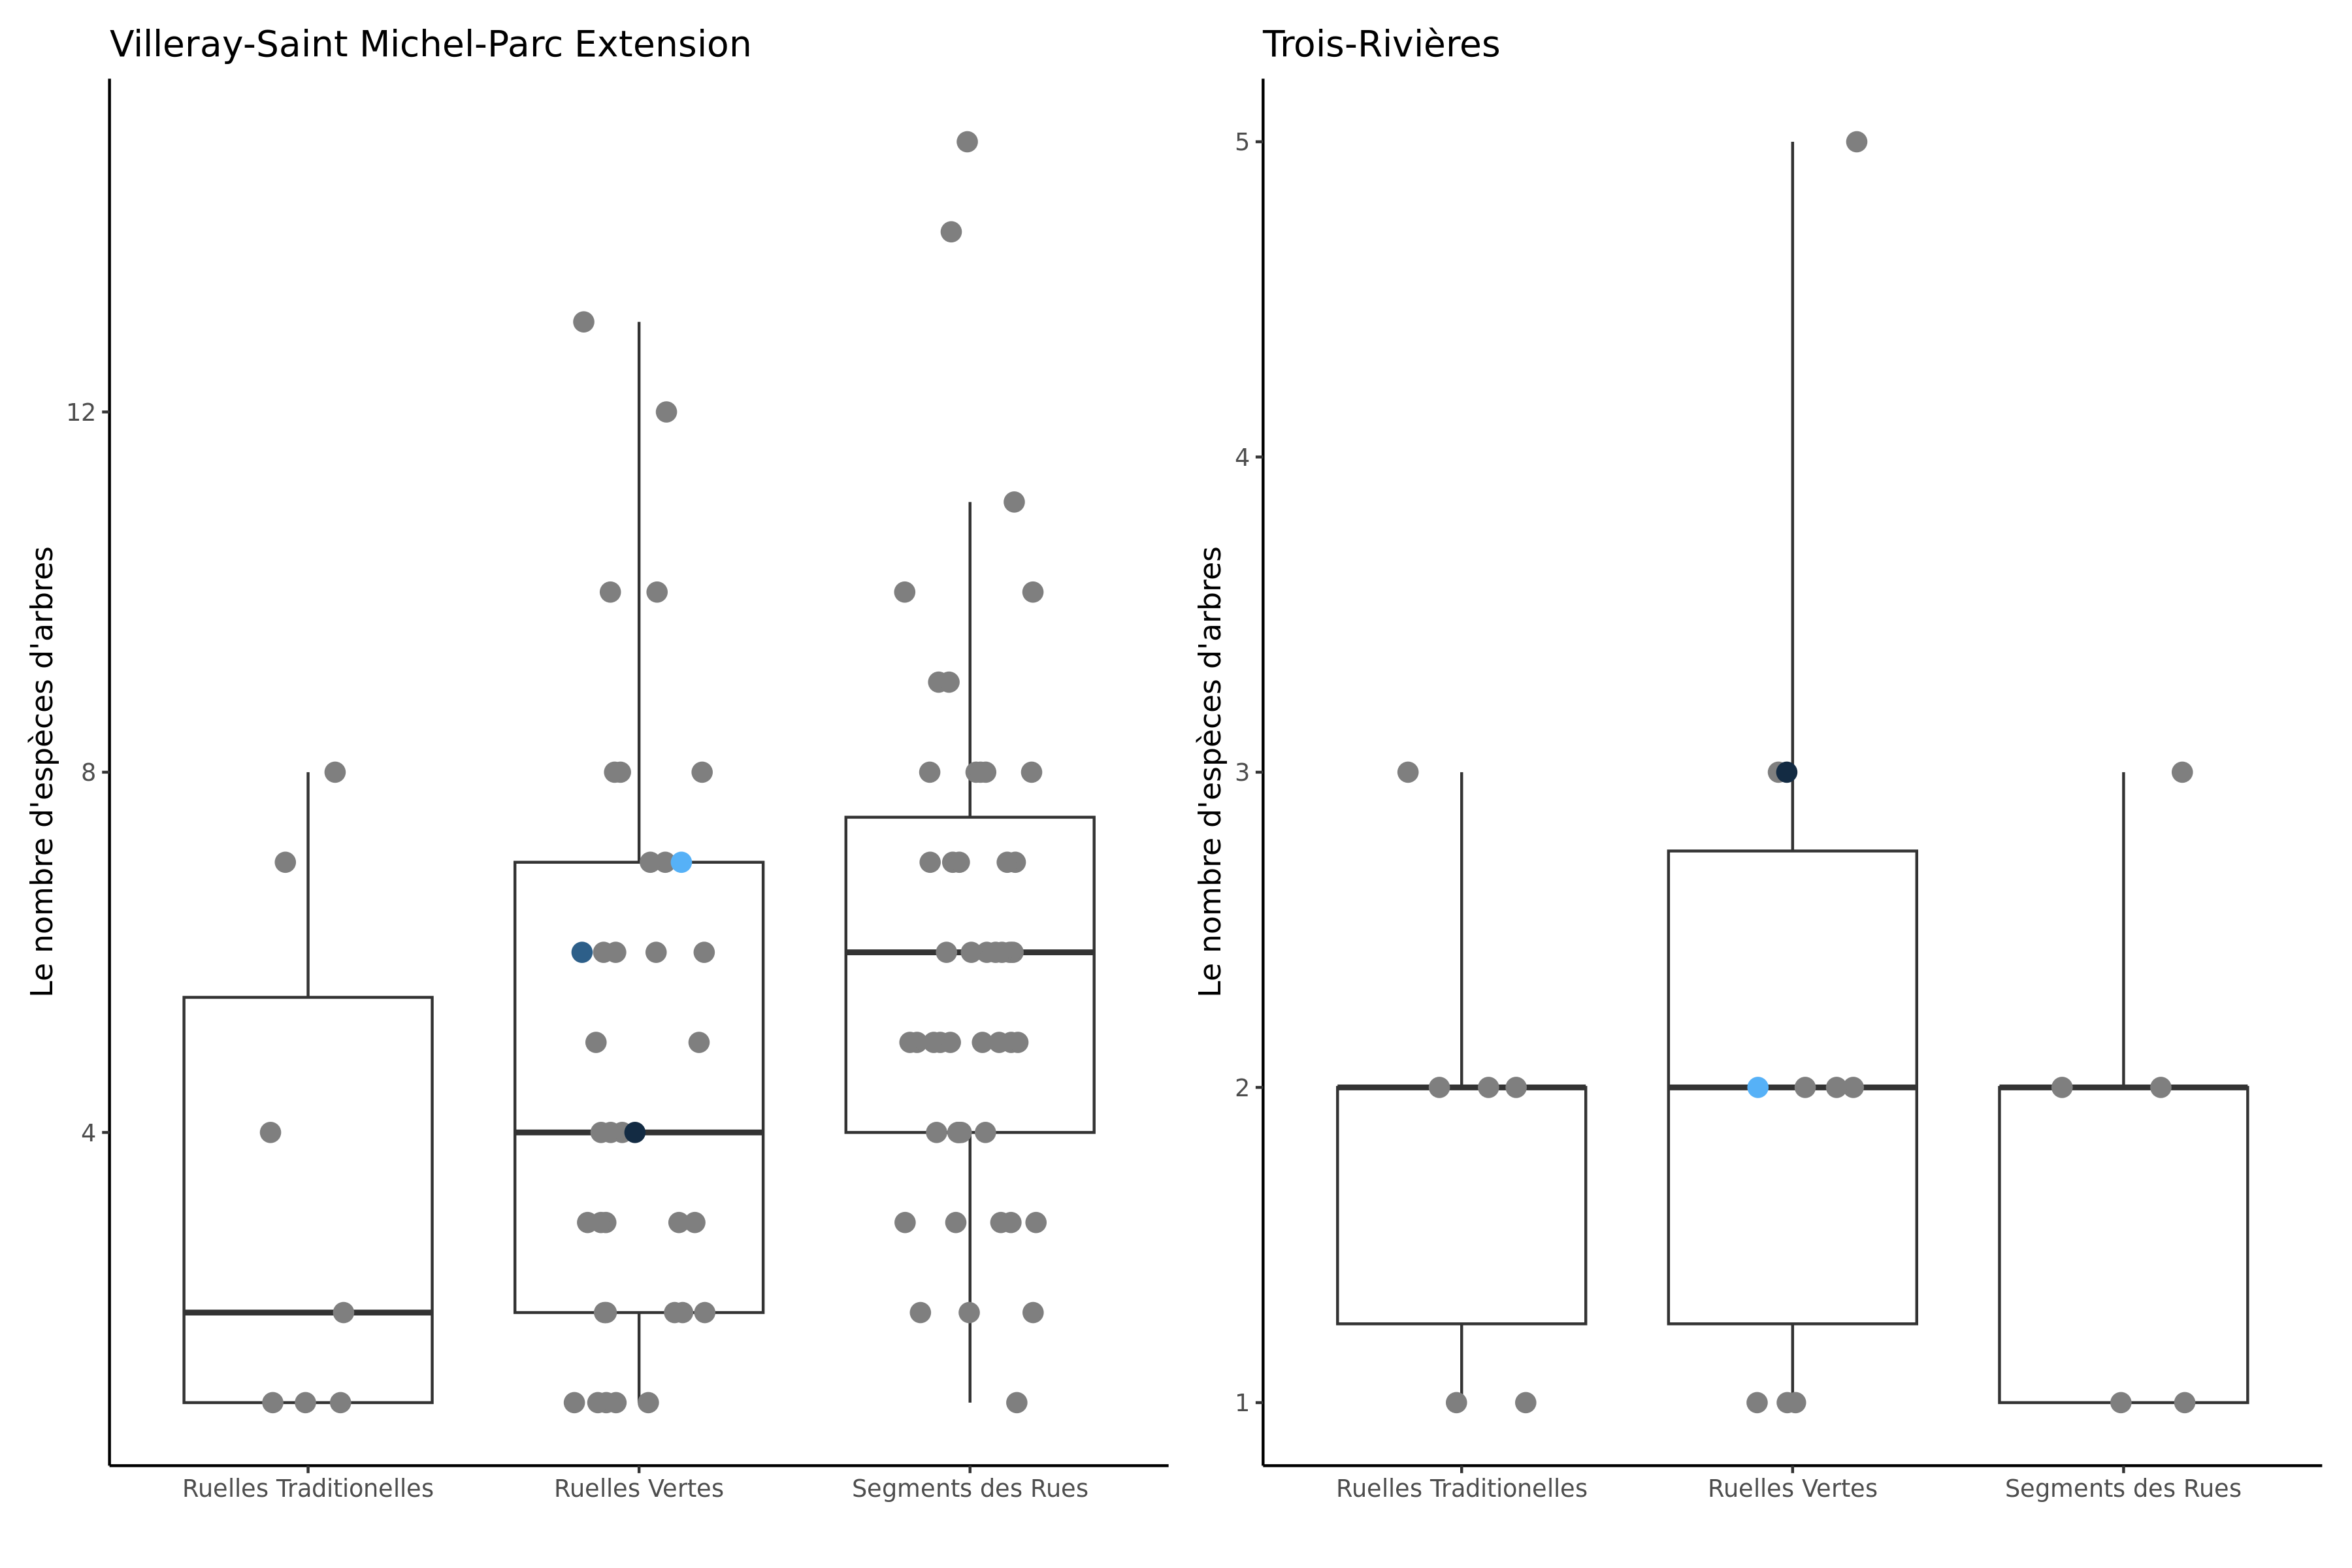 Villeray-Saint Michel-Parc Extension
Le nombre d'espèces d'arbres
12
8
4
Ruelles Traditionelles
Ruelles Vertes
Segments des Rues
Trois-Rivières
Le nombre d'espèces d'arbres
5
4
3
2
1
Ruelles Traditionelles
Ruelles Vertes
Segments des Rues